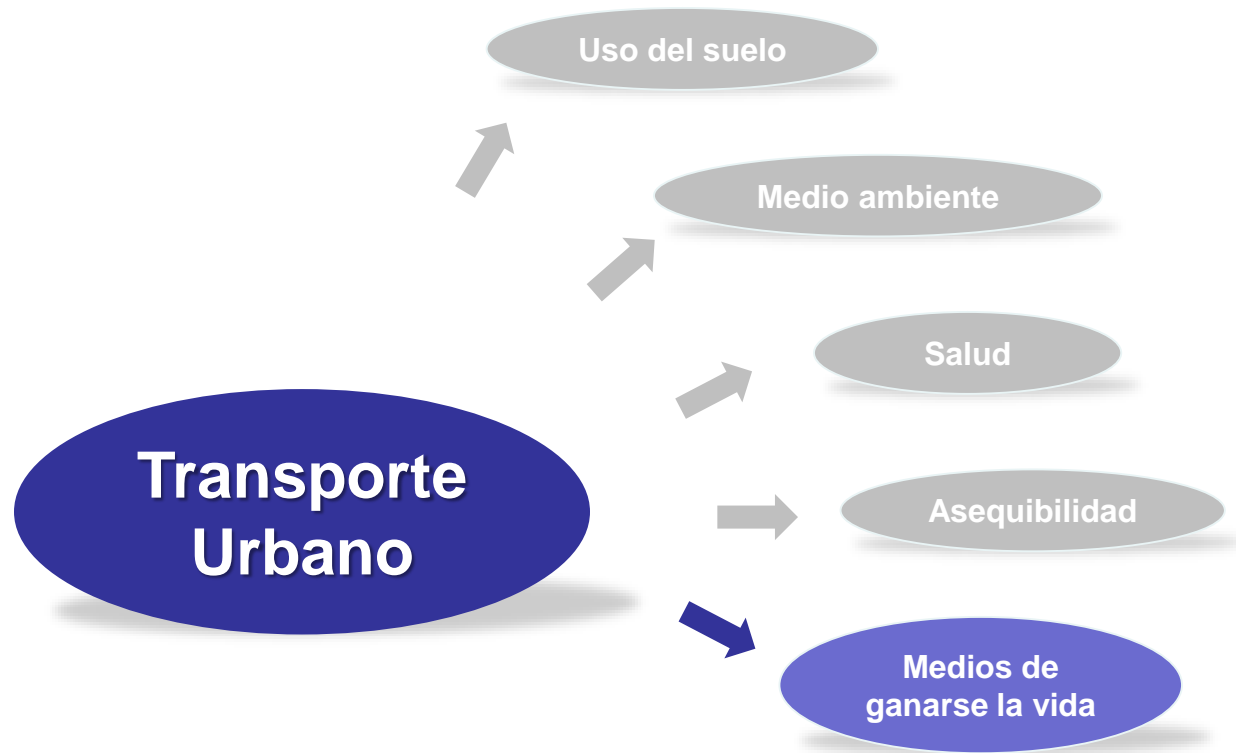 Uso del suelo
Medio ambiente
Salud
Transporte
Urbano
Asequibilidad
Medios de
ganarse la vida